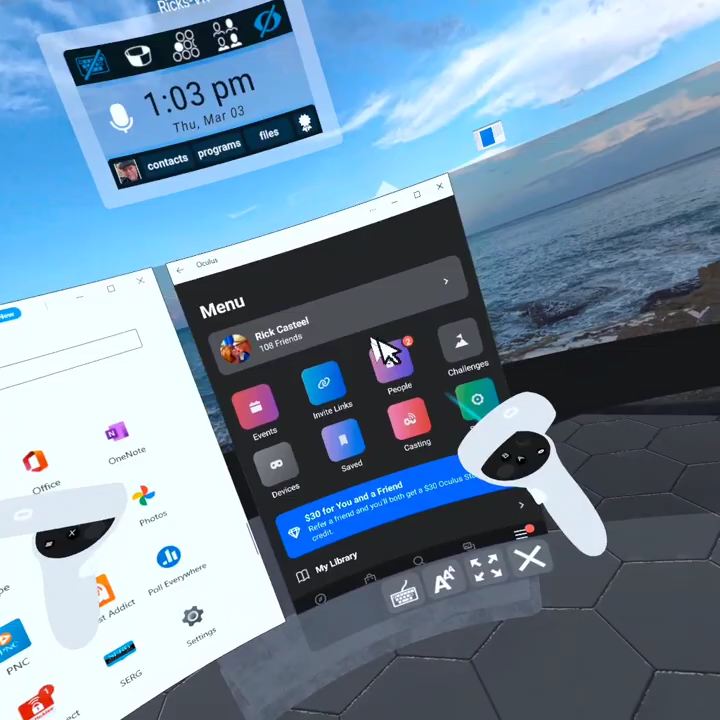 1:03 pm
Thu, Mar 03
contacts
programs
files
Oculus
Menu
Rick Casteel
108 Friends
2
Events
Invite Links
People
Challenges
Devices
Saved
Casting
$30 for You and a Friend
Refer a friend and you'll both get a $30 Oculus
credit.
My Library
Office
OneNote
Photos
Poll Everywhere
Addict
PNC
SERG
Settings